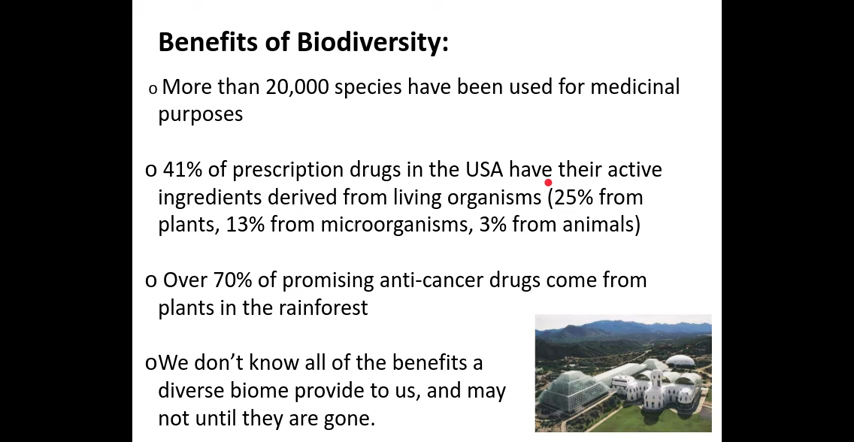 Benefits of Biodiversity:
o More than 20,000 species have been used for medicinal
purposes
o 41% of prescription drugs in the USA have their active
ingredients derived from living organisms (25% from
plants, 13% from microorganisms, 3% from animals)
o Over 70% of promising anti-cancer drugs come from
plants in the rainforest
oWe don’t know all of the benefits a
diverse biome provide to us, and may
not until they are gone.